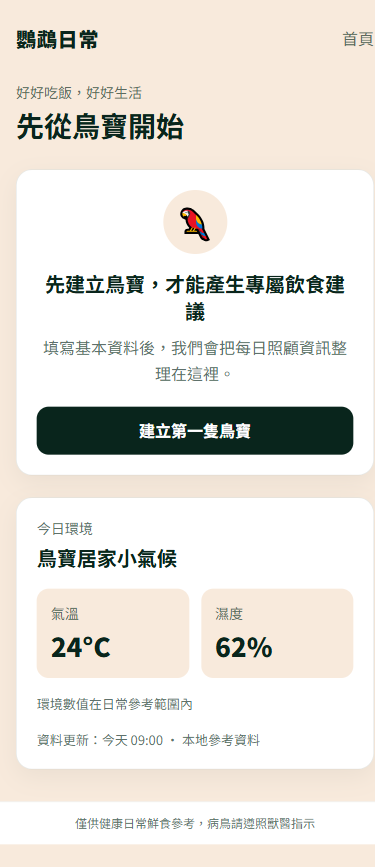 鸚鵡日常
首頁
好好吃飯，好好生活
先從鳥寶開始
先建立鳥寶，才能產生專屬飲食建
議
填寫基本資料後，我們會把每日照顧資訊整
理在這裡。
建立第一隻鳥寶
今日環境
鳥寶居家小氣候
氣溫
濕度
24°C
62%
環境數值在日常參考範圍內
資料更新：今天 09:00 · 本地參考資料
僅供健康日常鮮食參考，病鳥請遵照獸醫指示